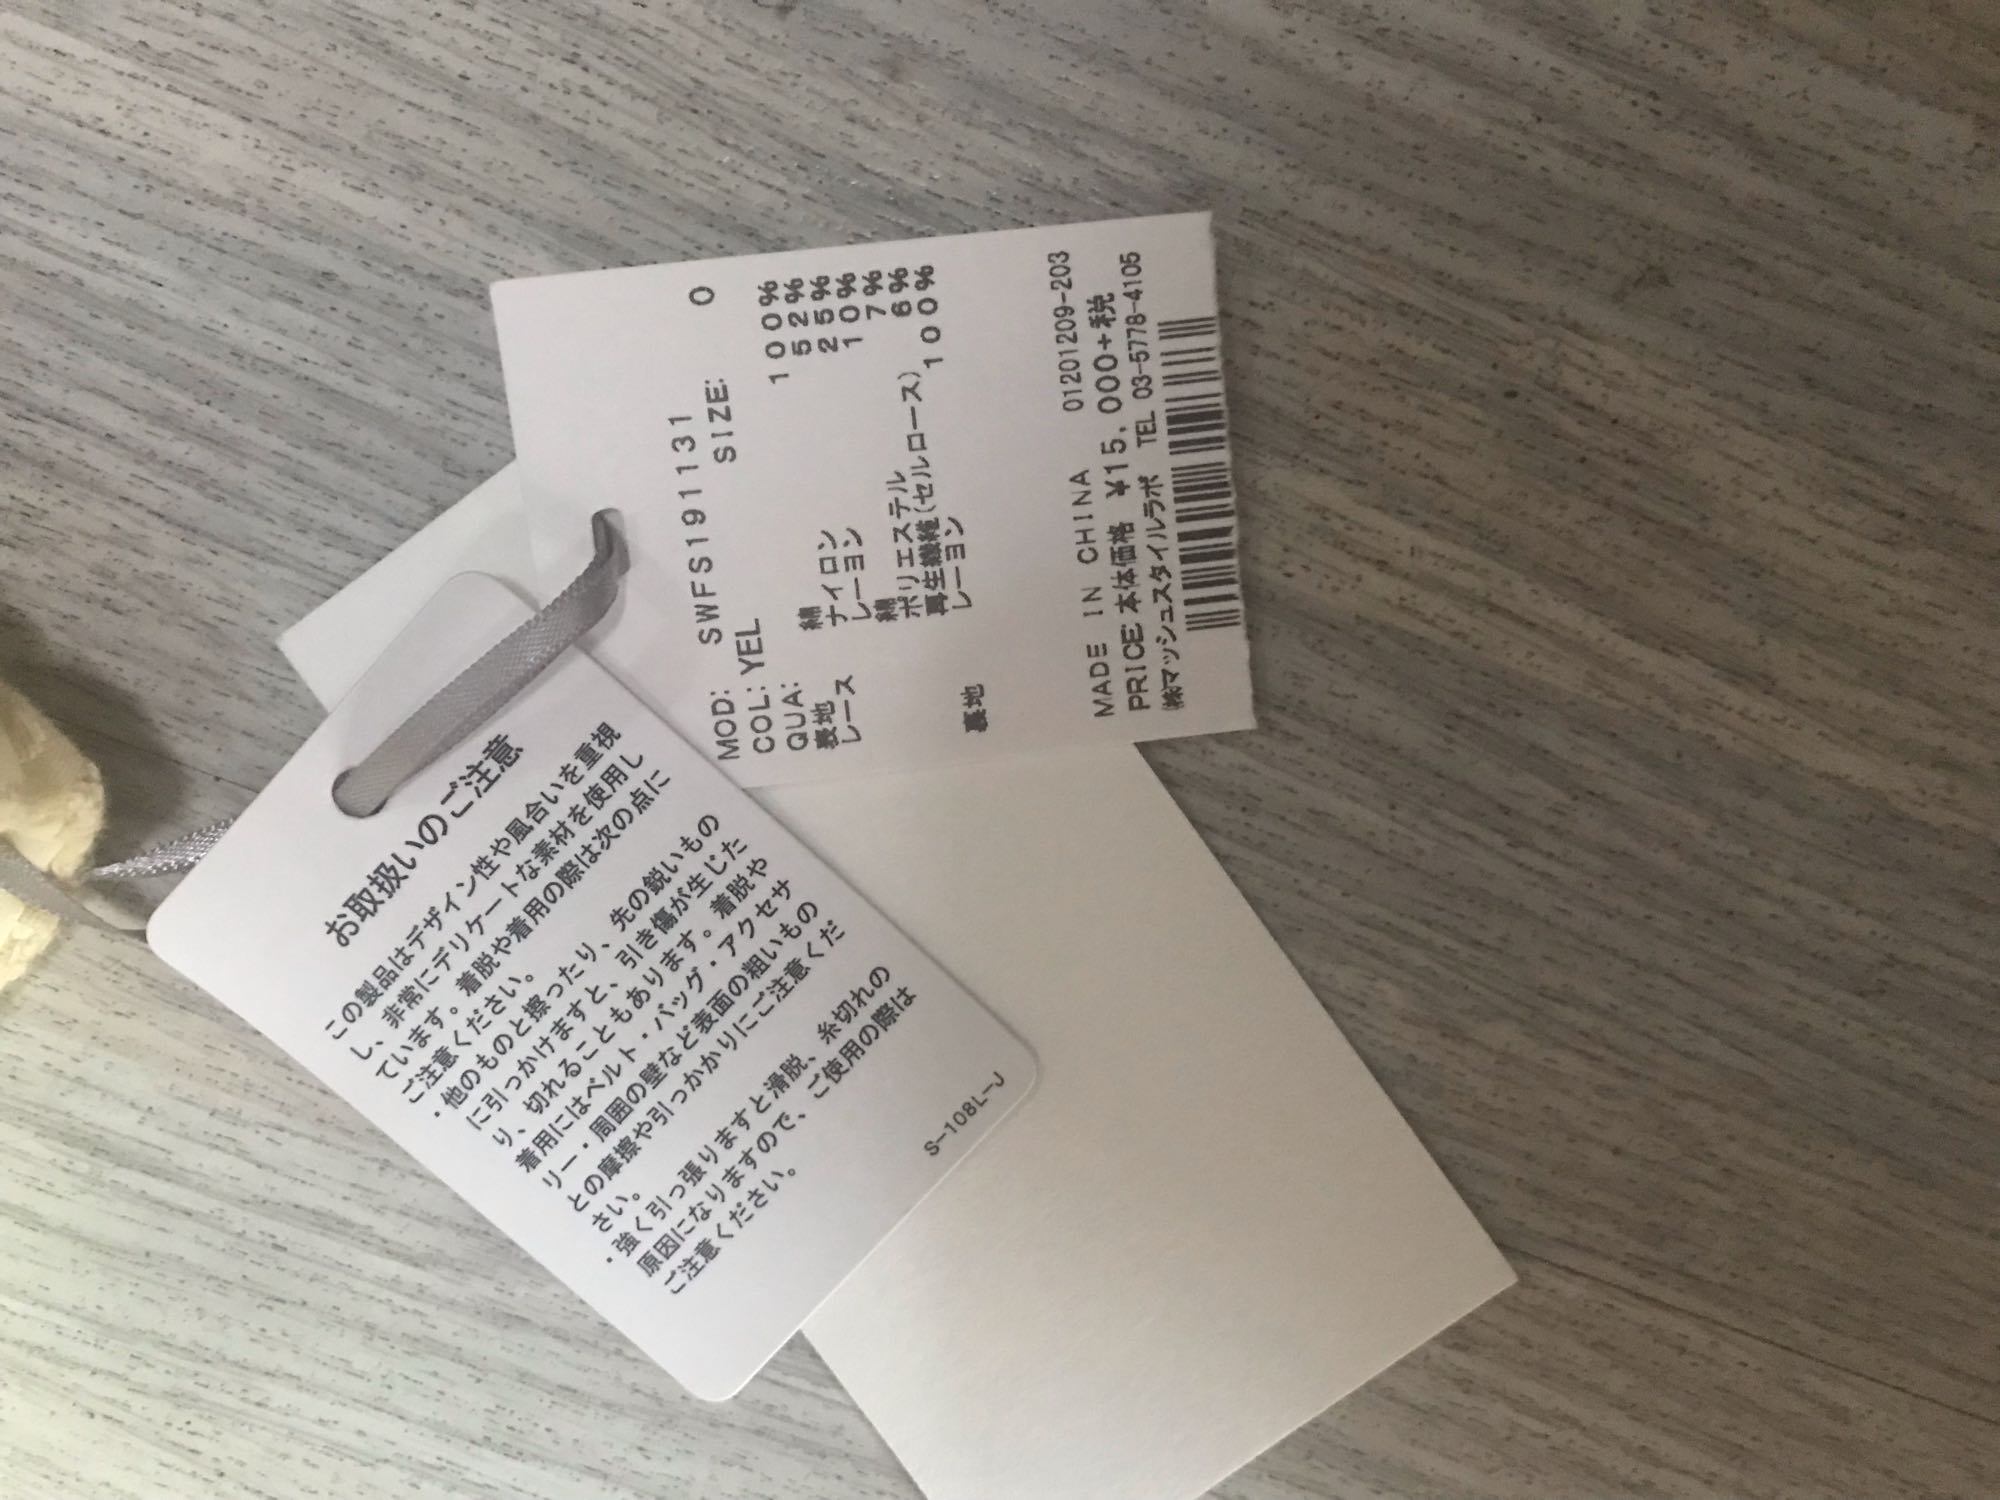 お取扱いのご注意
この製品はデザイン性や風合いを重視
し、非常にデリケートな素材を使用し
ています。着脱や着用の際は次の点に
ご注意ください。
・他のものと擦ったり、先の鋭いもの
に引っかけますと、引き傷が生じた
り、切れることもあります。着脱や
着用にはベルト・バッグ・アクセサ
リー・周囲の壁など表面の粗いもの
との摩擦や引っかかりにご注意くだ
さい。
・強く引っ張りますと滑脱、糸切れの
原因になりますので、ご使用の際は
ご注意ください。
S-108L-J
MOD: SWFS191131
COL: YEL SIZE: 0
QUA:
表地 綿 100%
レース ナイロン 52%
レーヨン 25%
綿 10%
ポリエステル 7%
再生繊維(セルロース) 6%
裏地 レーヨン 100%
MADE IN CHINA 01201209-203
PRICE: 本体価格 ¥15,000+税
㈱マッシュスタイルラボ TEL 03-5778-4105